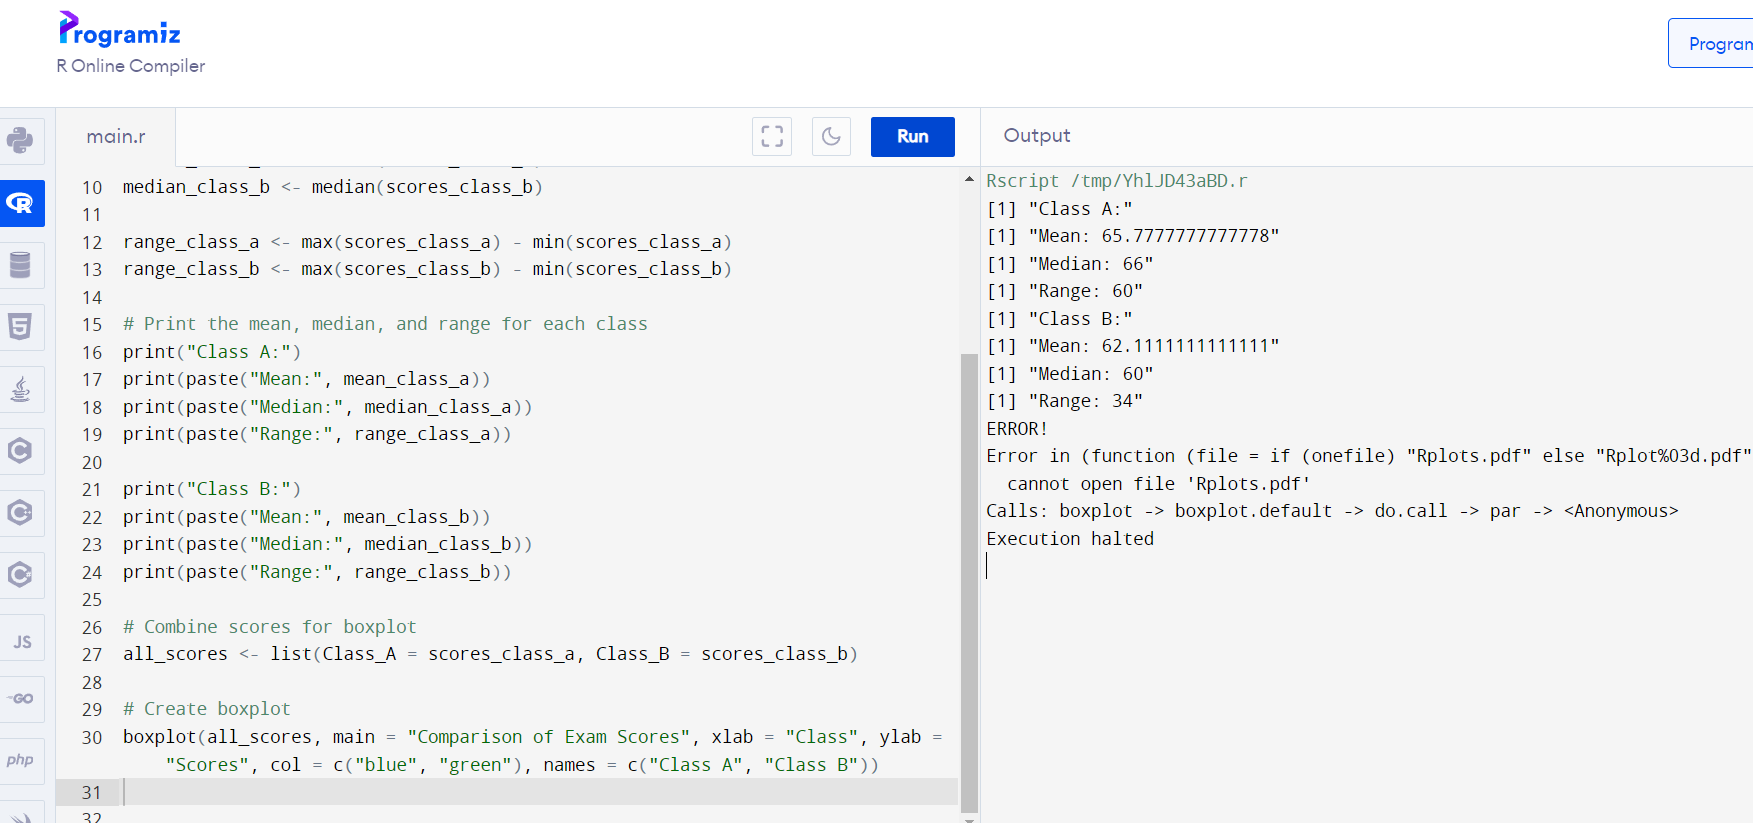 Programiz
R Online Compiler
Program
main.r
Run
Output
10 median_class_b <- median(scores_class_b)
11
12 range_class_a <- max(scores_class_a) - min(scores_class_a)
13 range_class_b <- max(scores_class_b) - min(scores_class_b)
14
15 # Print the mean, median, and range for each class
16 print("Class A:")
17 print(paste("Mean:", mean_class_a))
18 print(paste("Median:", median_class_a))
19 print(paste("Range:", range_class_a))
20
21 print("Class B:")
22 print(paste("Mean:", mean_class_b))
23 print(paste("Median:", median_class_b))
24 print(paste("Range:", range_class_b))
25
26 # Combine scores for boxplot
27 all_scores <- list(Class_A = scores_class_a, Class_B = scores_class_b)
28
29 # Create boxplot
30 boxplot(all_scores, main = "Comparison of Exam Scores", xlab = "Class", ylab =
"Scores", col = c("blue", "green"), names = c("Class A", "Class B"))
31
32
Rscript /tmp/YhlJD43aBD.r
[1] "Class A:"
[1] "Mean: 65.7777777777778"
[1] "Median: 66"
[1] "Range: 60"
[1] "Class B:"
[1] "Mean: 62.1111111111111"
[1] "Median: 60"
[1] "Range: 34"
ERROR!
Error in (function (file = if (onefile) "Rplots.pdf" else "Rplot%03d.pdf"
cannot open file 'Rplots.pdf'
Calls: boxplot -> boxplot.default -> do.call -> par -> <Anonymous>
Execution halted
R
5
C
C
C
JS
GO
php